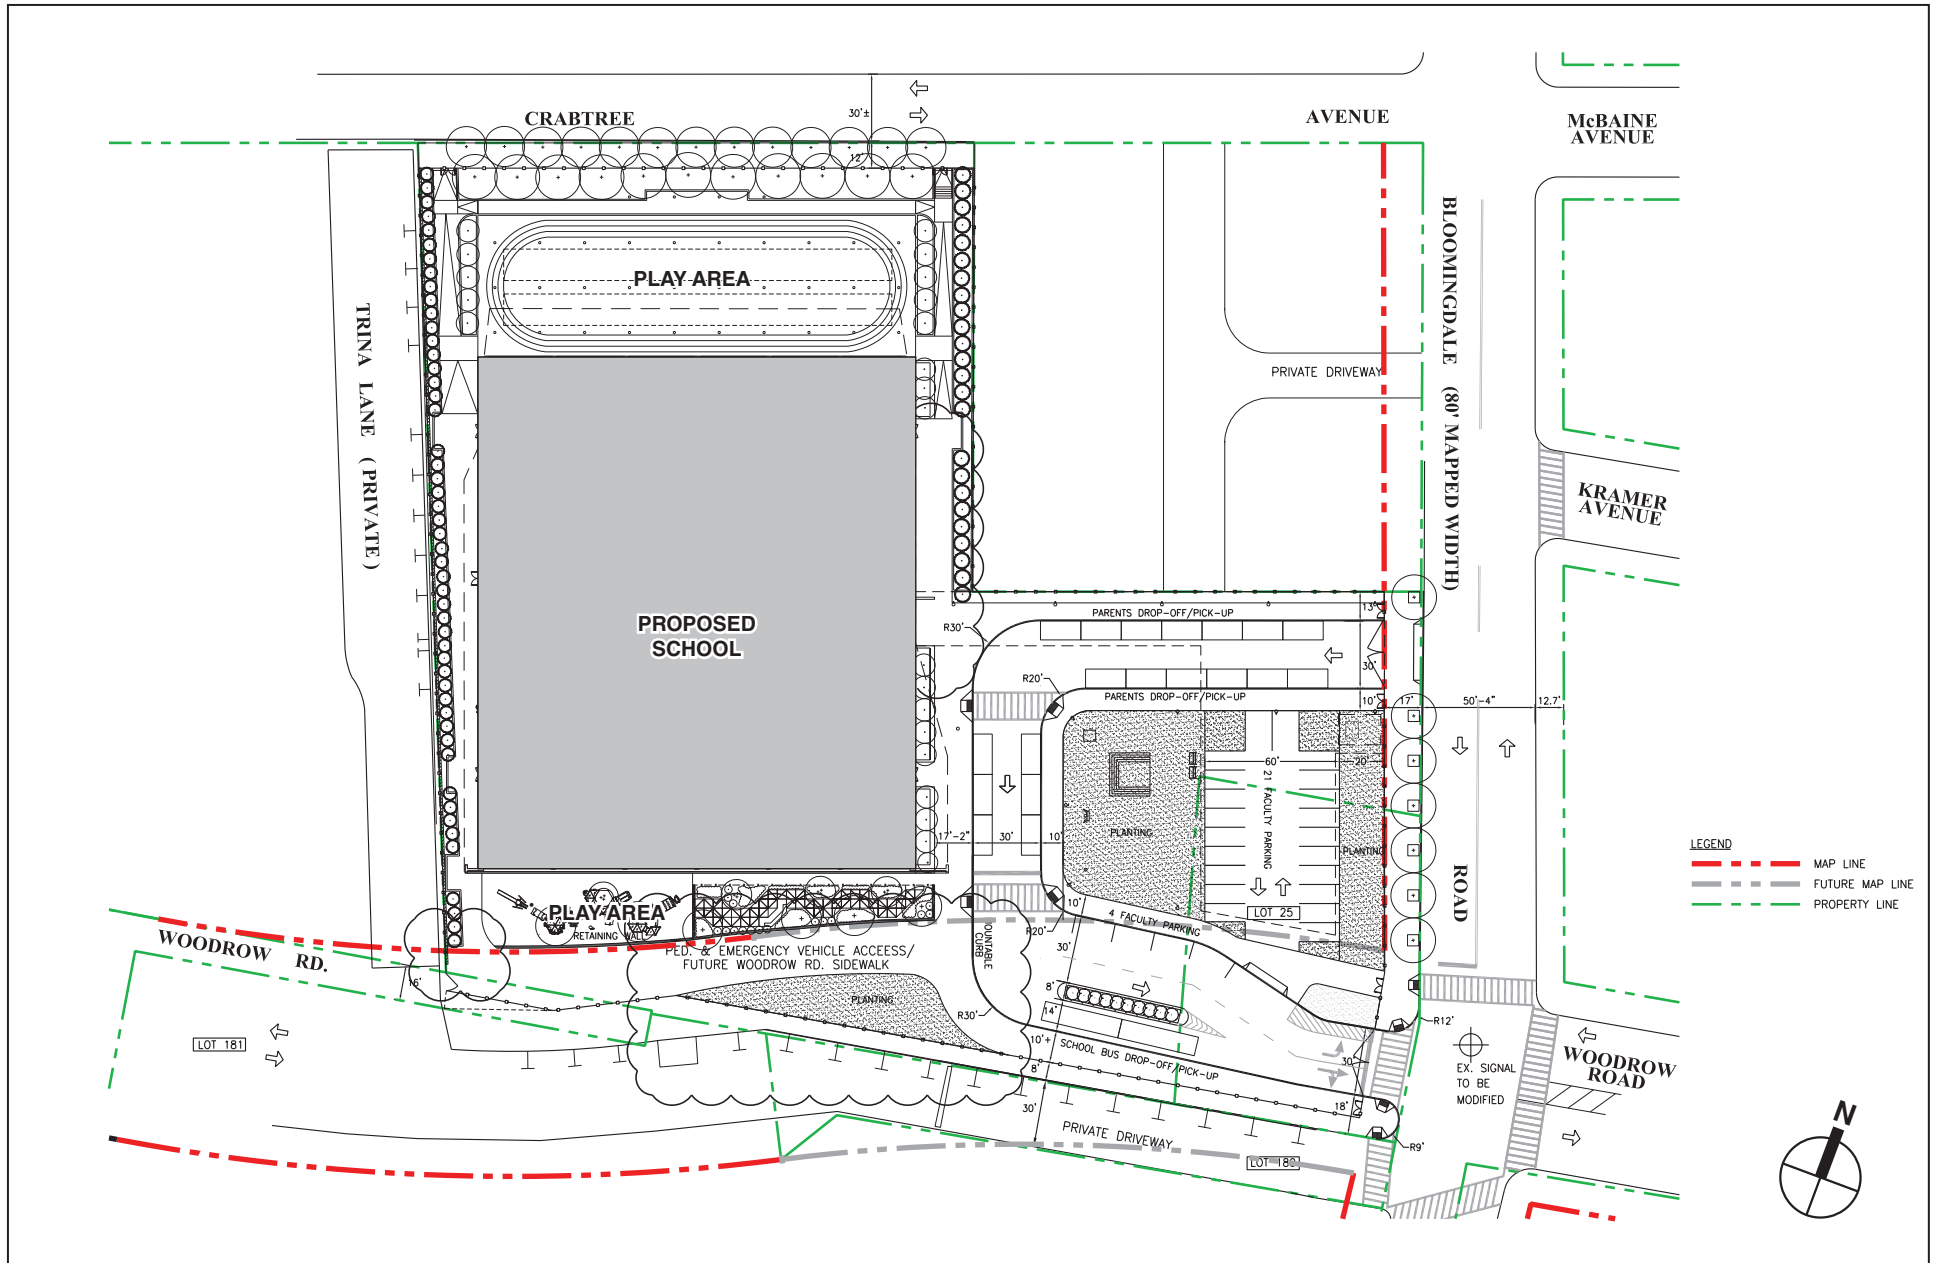 CRABTREE
AVENUE
McBAINE
AVENUE
30'±
12'
PLAY AREA
TRINA LANE (PRIVATE)
BLOOMINGDALE (80' MAPPED WIDTH)
ROAD
PRIVATE DRIVEWAY
KRAMER
AVENUE
PROPOSED
SCHOOL
PARENTS DROP-OFF/PICK-UP
13'
R30'
30'
R20'
PARENTS DROP-OFF/PICK-UP
10'
17'
50'-4"
12.7'
60'
20'
21 FACULTY PARKING
PLANTING
PLANTING
17'-2"
30'
10'
LEGEND
MAP LINE
FUTURE MAP LINE
PROPERTY LINE
PLAY AREA
RETAINING WALL
10'
4 FACULTY PARKING
LOT 25
R20'
MOUNTABLE
CURB
30'
WOODROW RD.
PED. & EMERGENCY VEHICLE ACCEESS/
FUTURE WOODROW RD. SIDEWALK
16'
PLANTING
8'
14'
R30'
R12'
LOT 181
10'+
SCHOOL BUS DROP-OFF/PICK-UP
8'
30'
30'
18'
EX. SIGNAL
TO BE
MODIFIED
WOODROW
ROAD
PRIVATE DRIVEWAY
R9'
LOT 180
N